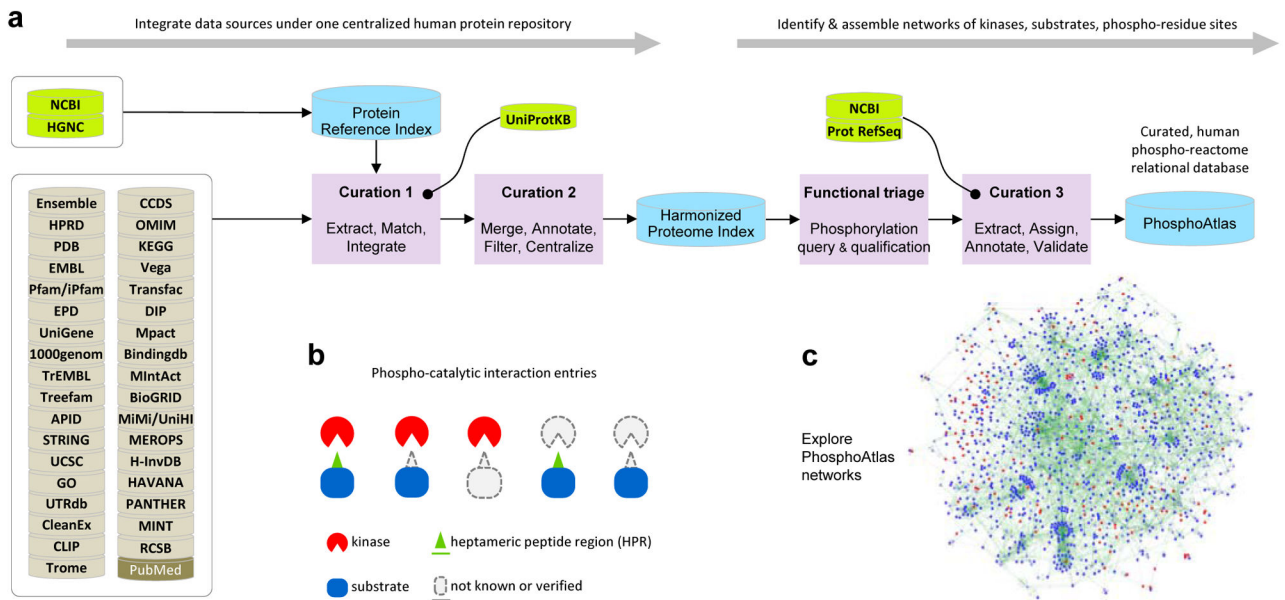 a
Integrate data sources under one centralized human protein repository
Identify & assemble networks of kinases, substrates, phospho-residue sites
NCBI
HGNC
Protein
Reference Index
UniProtKB
NCBI
Prot RefSeq
Curated, human
phospho-reactome
relational database
Curation 1
Extract, Match,
Integrate
Curation 2
Merge, Annotate,
Filter, Centralize
Harmonized
Proteome Index
Functional triage
Phosphorylation
query & qualification
Curation 3
Extract, Assign,
Annotate, Validate
PhosphoAtlas
Ensemble
HPRD
PDB
EMBL
Pfam/iPfam
EPD
UniGene
1000genom
TrEMBL
Treefam
APID
STRING
UCSC
GO
UTRdb
CleanEx
CLIP
Trome
CCDS
OMIM
KEGG
Vega
Transfac
DIP
Mpact
Bindingdb
MIntAct
BioGRID
MiMi/UniHI
MEROPS
H-InvDB
HAVANA
PANTHER
MINT
RCSB
PubMed
b
Phospho-catalytic interaction entries
kinase
heptameric peptide region (HPR)
substrate
not known or verified
c
Explore
PhosphoAtlas
networks